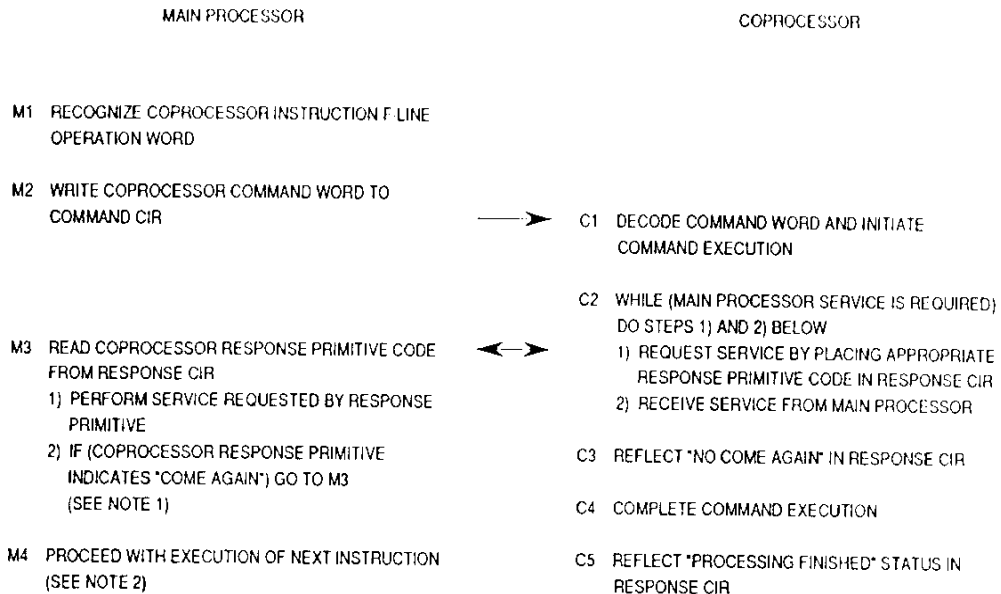 MAIN PROCESSOR
COPROCESSOR
M1 RECOGNIZE COPROCESSOR INSTRUCTION F-LINE
OPERATION WORD
M2 WRITE COPROCESSOR COMMAND WORD TO
COMMAND CIR
C1 DECODE COMMAND WORD AND INITIATE
COMMAND EXECUTION
C2 WHILE (MAIN PROCESSOR SERVICE IS REQUIRED)
DO STEPS 1) AND 2) BELOW
1) REQUEST SERVICE BY PLACING APPROPRIATE
RESPONSE PRIMITIVE CODE IN RESPONSE CIR
2) RECEIVE SERVICE FROM MAIN PROCESSOR
M3 READ COPROCESSOR RESPONSE PRIMITIVE CODE
FROM RESPONSE CIR
1) PERFORM SERVICE REQUESTED BY RESPONSE
PRIMITIVE
2) IF (COPROCESSOR RESPONSE PRIMITIVE
INDICATES "COME AGAIN") GO TO M3
(SEE NOTE 1)
C3 REFLECT "NO COME AGAIN" IN RESPONSE CIR
C4 COMPLETE COMMAND EXECUTION
M4 PROCEED WITH EXECUTION OF NEXT INSTRUCTION
(SEE NOTE 2)
C5 REFLECT "PROCESSING FINISHED" STATUS IN
RESPONSE CIR